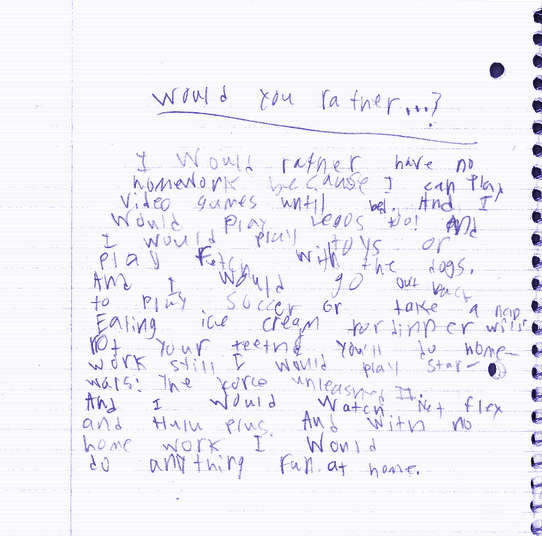 Would you rather...?
I Would rather have no
homework because I can Play
Video games until bed. And I
Would Play Legos too! And
I would play toys or
Play Fetch With the dogs.
And I Would go out back
to Play Soccer or take a nap
Eating ice cream for dinner will
rot your teeth you'll do home-
work still I would play Star-
wars: The force unleashed II.
And I Would Watch Net flex
and Hulu plus. And With no
home work I Would
do anything Fun at home.